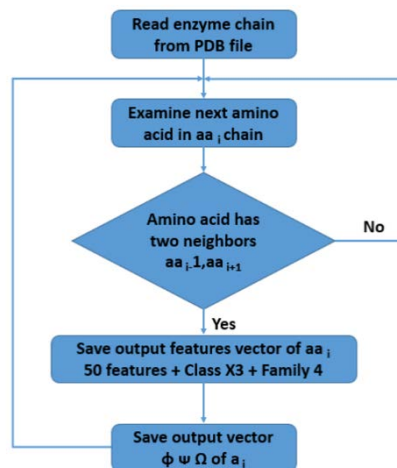 Read enzyme chain
from PDB file
Examine next amino
acid in aa i chain
Amino acid has
two neighbors
aa i-1,aa i+1
No
Yes
Save output features vector of aa i
50 features + Class X3 + Family 4
Save output vector
ϕ Ψ Ω of a i